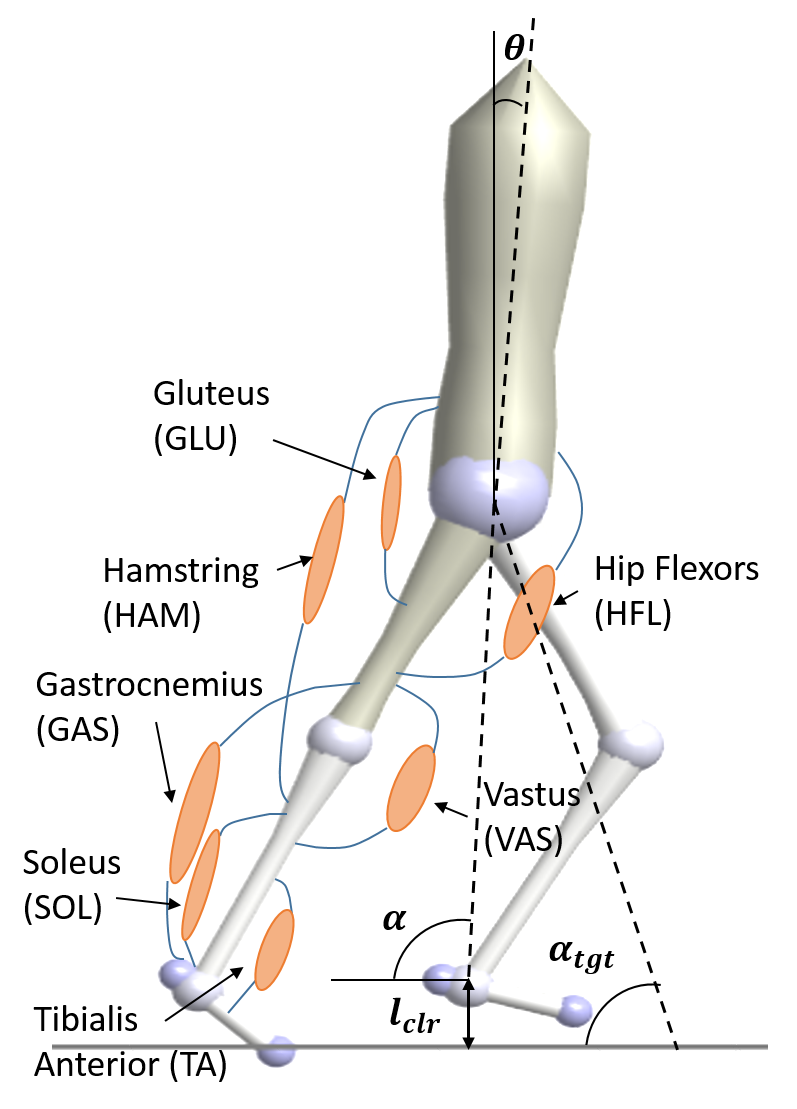 θ
Gluteus
(GLU)
Hamstring
(HAM)
Hip Flexors
(HFL)
Gastrocnemius
(GAS)
Vastus
(VAS)
Soleus
(SOL)
α
α_tgt
l_clr
Tibialis
Anterior (TA)